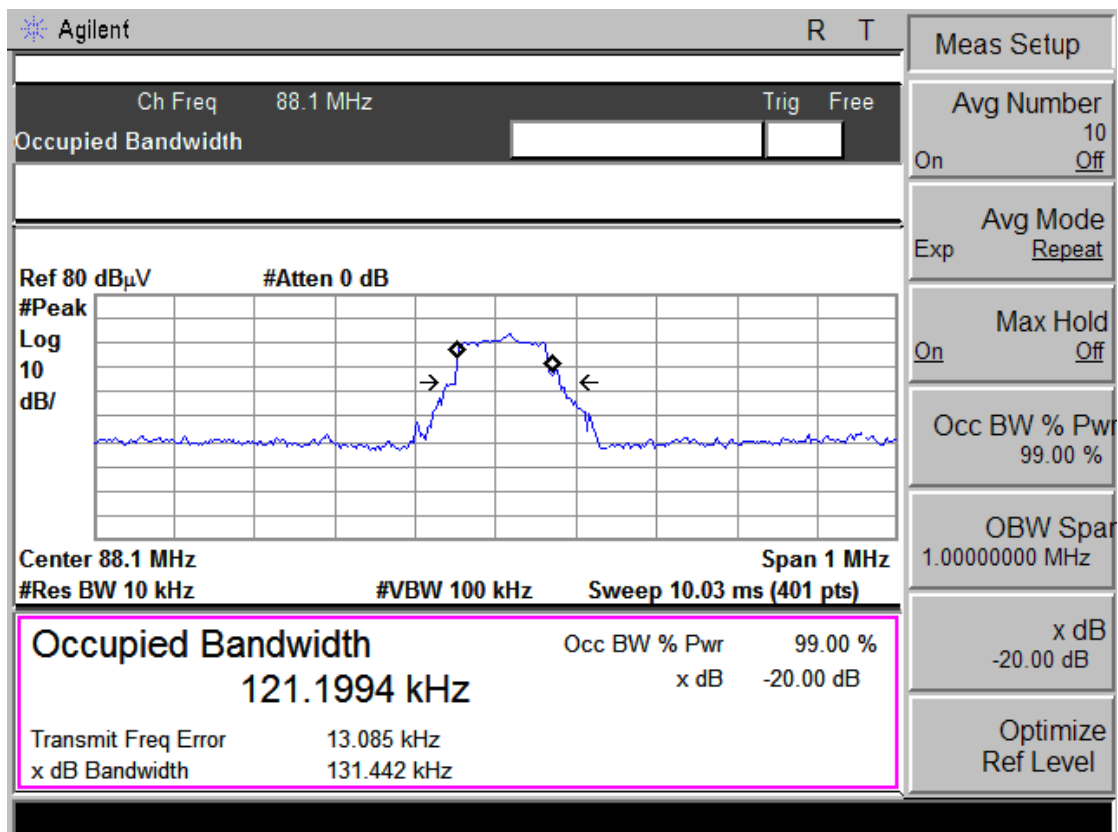 Agilent R T
Ch Freq 88.1 MHz Trig Free
Occupied Bandwidth
Ref 80 dBµV #Atten 0 dB
#Peak
Log
10
dB/
Center 88.1 MHz Span 1 MHz
#Res BW 10 kHz #VBW 100 kHz Sweep 10.03 ms (401 pts)
Occupied Bandwidth Occ BW % Pwr 99.00 %
121.1994 kHz x dB -20.00 dB
Transmit Freq Error 13.085 kHz
x dB Bandwidth 131.442 kHz
Meas Setup
Avg Number
10
On Off
Avg Mode
Exp Repeat
Max Hold
On Off
Occ BW % Pwr
99.00 %
OBW Span
1.00000000 MHz
x dB
-20.00 dB
Optimize
Ref Level